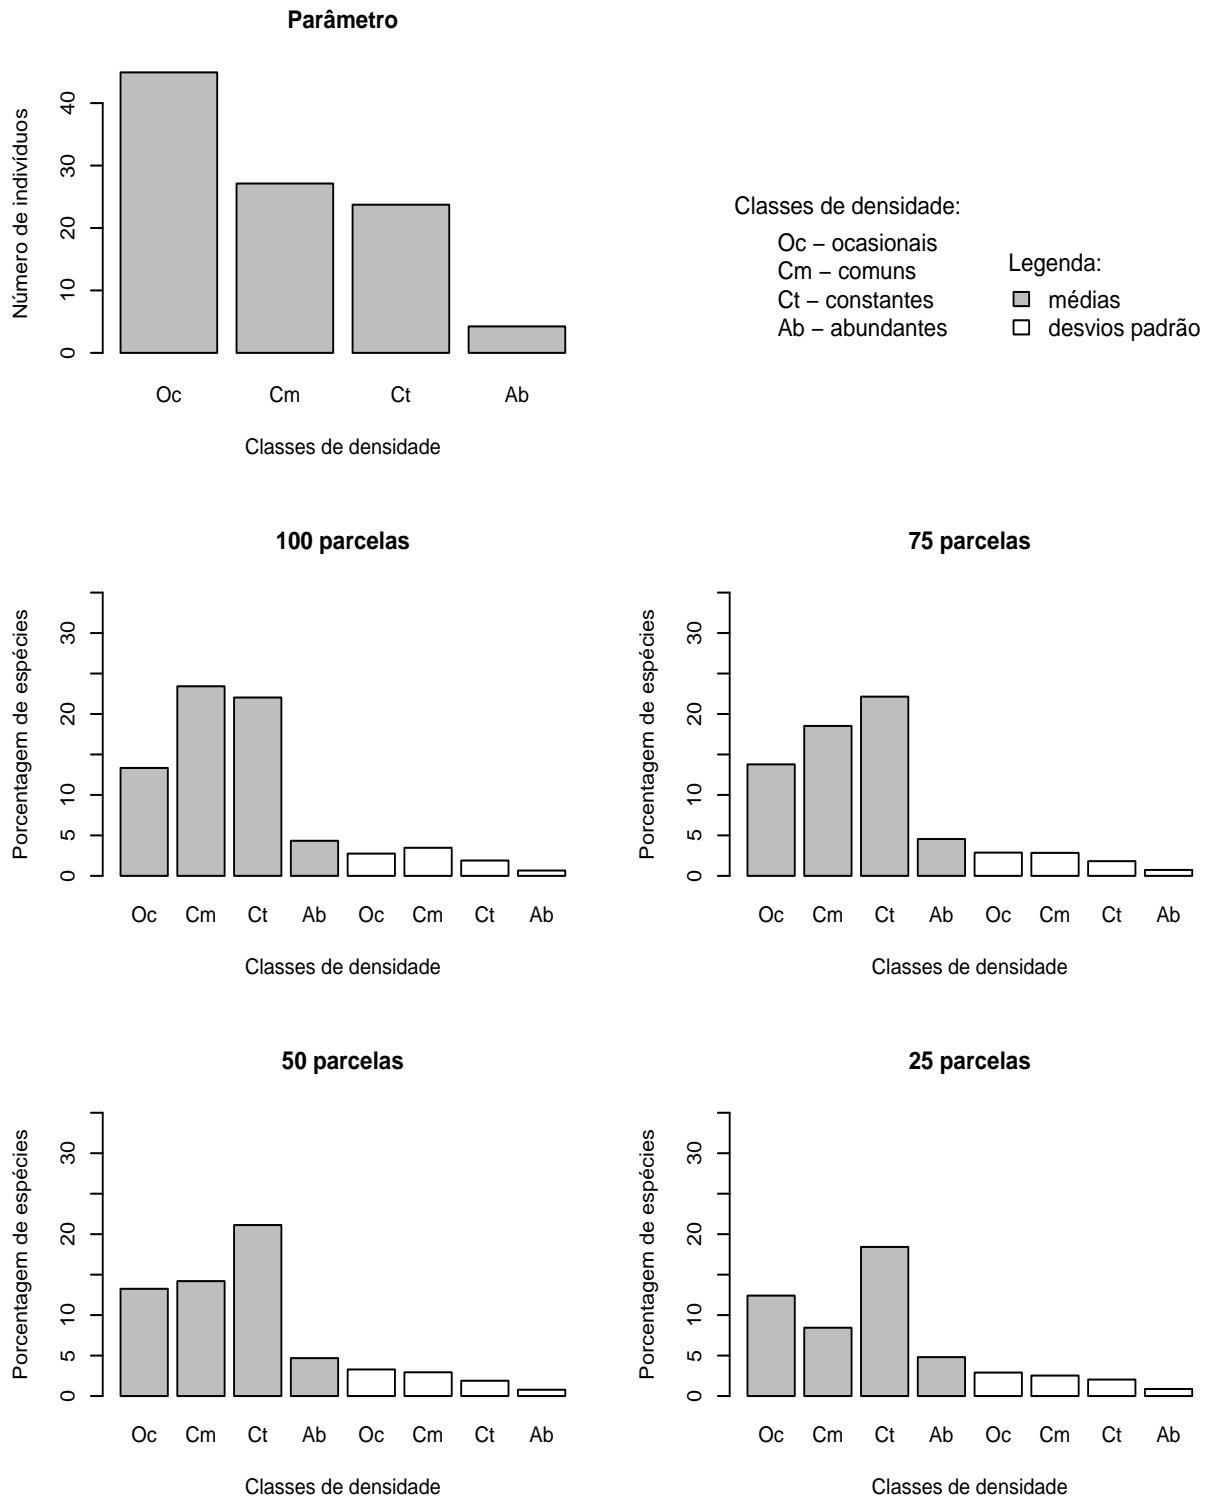 Parâmetro
Número de indivíduos
0 10 20 30 40
Oc Cm Ct Ab
Classes de densidade
Classes de densidade:
Oc – ocasionais
Cm – comuns
Ct – constantes
Ab – abundantes
Legenda:
médias
desvios padrão
100 parcelas
Porcentagem de espécies
0 5 10 20 30
Oc Cm Ct Ab Oc Cm Ct Ab
Classes de densidade
75 parcelas
Porcentagem de espécies
0 5 10 20 30
Oc Cm Ct Ab Oc Cm Ct Ab
Classes de densidade
50 parcelas
Porcentagem de espécies
0 5 10 20 30
Oc Cm Ct Ab Oc Cm Ct Ab
Classes de densidade
25 parcelas
Porcentagem de espécies
0 5 10 20 30
Oc Cm Ct Ab Oc Cm Ct Ab
Classes de densidade